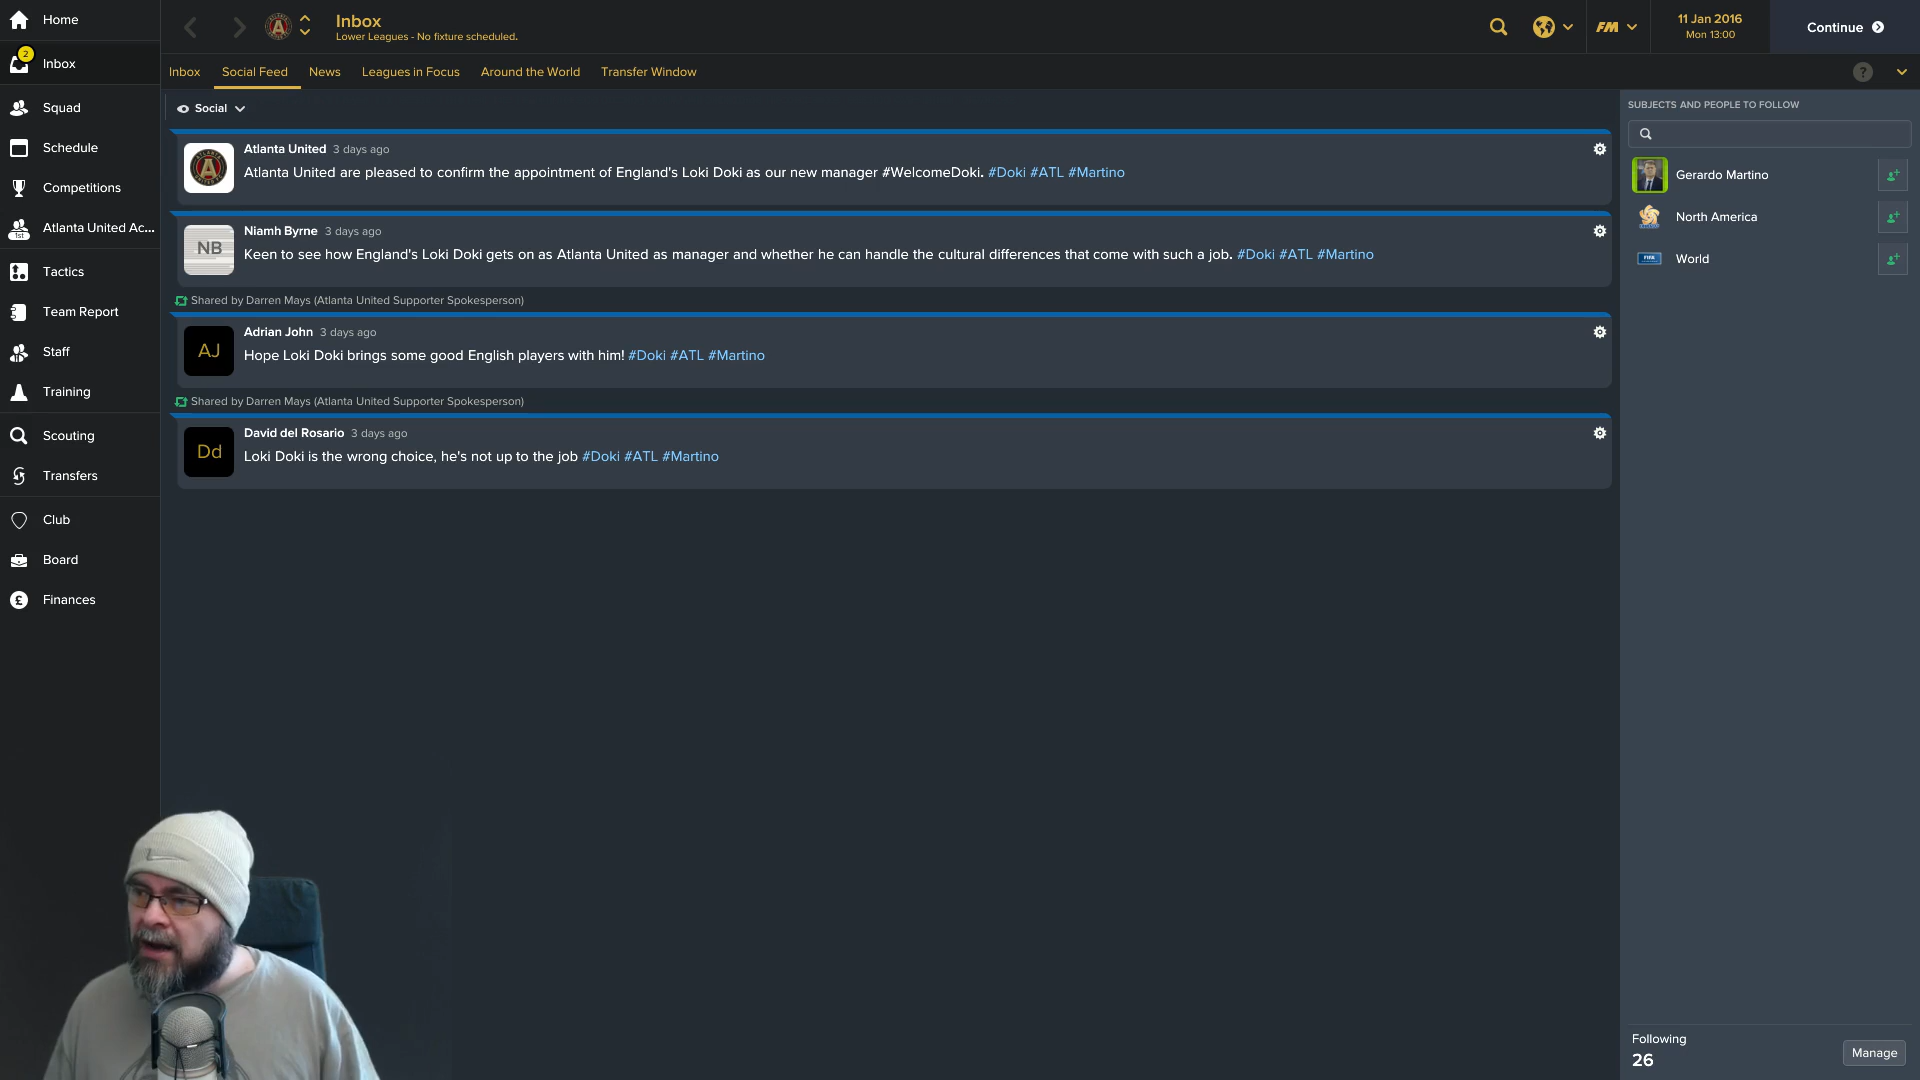 Home
Inbox
Lower Leagues - No fixture scheduled.
FM
11 Jan 2016
Mon 13:00
Continue
2
Inbox
Squad
Schedule
Competitions
1st
Atlanta United Ac...
Tactics
Team Report
Staff
Training
Scouting
Transfers
Club
Board
£
Finances
Inbox
Social Feed
News
Leagues in Focus
Around the World
Transfer Window
?
Social
Atlanta United 3 days ago
Atlanta United are pleased to confirm the appointment of England's Loki Doki as our new manager #WelcomeDoki. #Doki #ATL #Martino
NB
Niamh Byrne 3 days ago
Keen to see how England's Loki Doki gets on as Atlanta United as manager and whether he can handle the cultural differences that come with such a job. #Doki #ATL #Martino
Shared by Darren Mays (Atlanta United Supporter Spokesperson)
AJ
Adrian John 3 days ago
Hope Loki Doki brings some good English players with him! #Doki #ATL #Martino
Shared by Darren Mays (Atlanta United Supporter Spokesperson)
Dd
David del Rosario 3 days ago
Loki Doki is the wrong choice, he's not up to the job #Doki #ATL #Martino
SUBJECTS AND PEOPLE TO FOLLOW
Gerardo Martino
North America
FIFA
World
Following
26
Manage